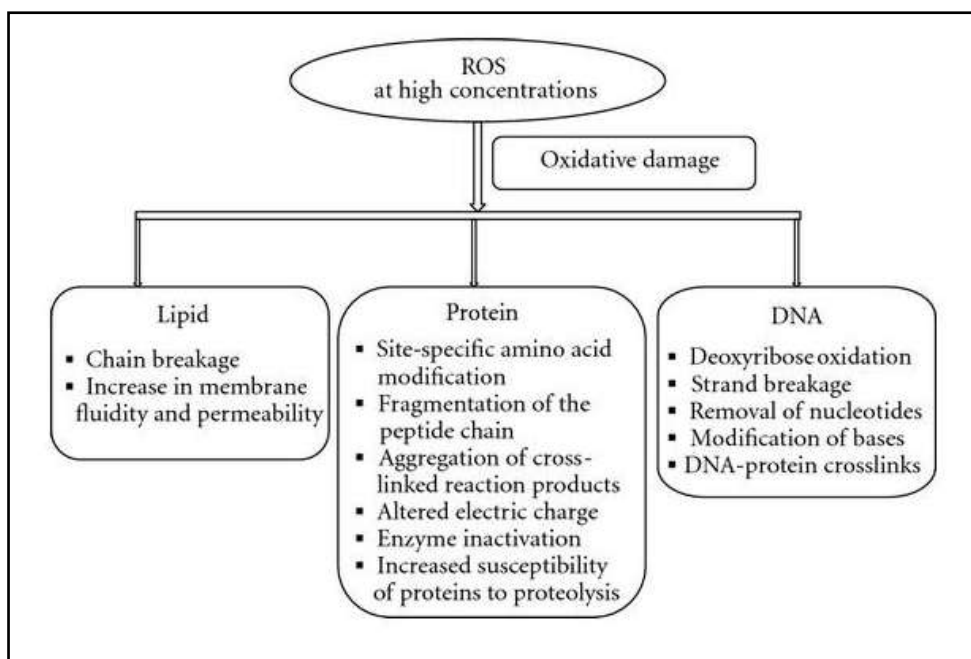 ROS
at high concentrations
Oxidative damage
Lipid
▪ Chain breakage
▪ Increase in membrane
fluidity and permeability
Protein
▪ Site-specific amino acid
modification
▪ Fragmentation of the
peptide chain
▪ Aggregation of cross-
linked reaction products
▪ Altered electric charge
▪ Enzyme inactivation
▪ Increased susceptibility
of proteins to proteolysis
DNA
▪ Deoxyribose oxidation
▪ Strand breakage
▪ Removal of nucleotides
▪ Modification of bases
▪ DNA-protein crosslinks